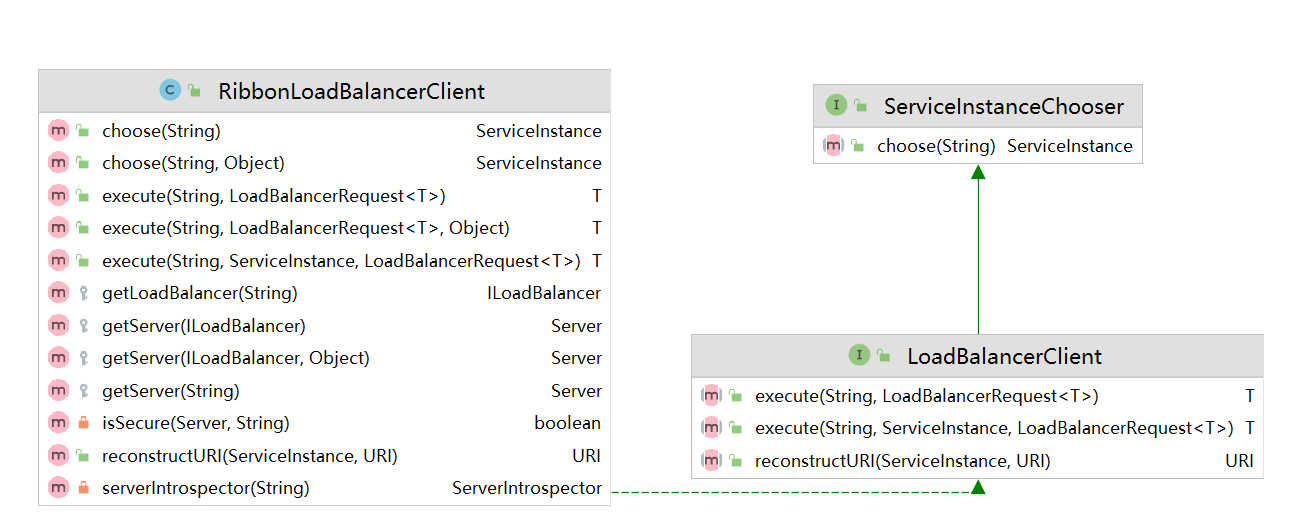 C RibbonLoadBalancerClient
m choose(String) ServiceInstance
m choose(String, Object) ServiceInstance
m execute(String, LoadBalancerRequest<T>) T
m execute(String, LoadBalancerRequest<T>, Object) T
m execute(String, ServiceInstance, LoadBalancerRequest<T>) T
m getLoadBalancer(String) ILoadBalancer
m getServer(ILoadBalancer) Server
m getServer(ILoadBalancer, Object) Server
m getServer(String) Server
m isSecure(Server, String) boolean
m reconstructURI(ServiceInstance, URI) URI
m serverIntrospector(String) ServerIntrospector
I ServiceInstanceChooser
m choose(String) ServiceInstance
I LoadBalancerClient
m execute(String, LoadBalancerRequest<T>) T
m execute(String, ServiceInstance, LoadBalancerRequest<T>) T
m reconstructURI(ServiceInstance, URI) URI